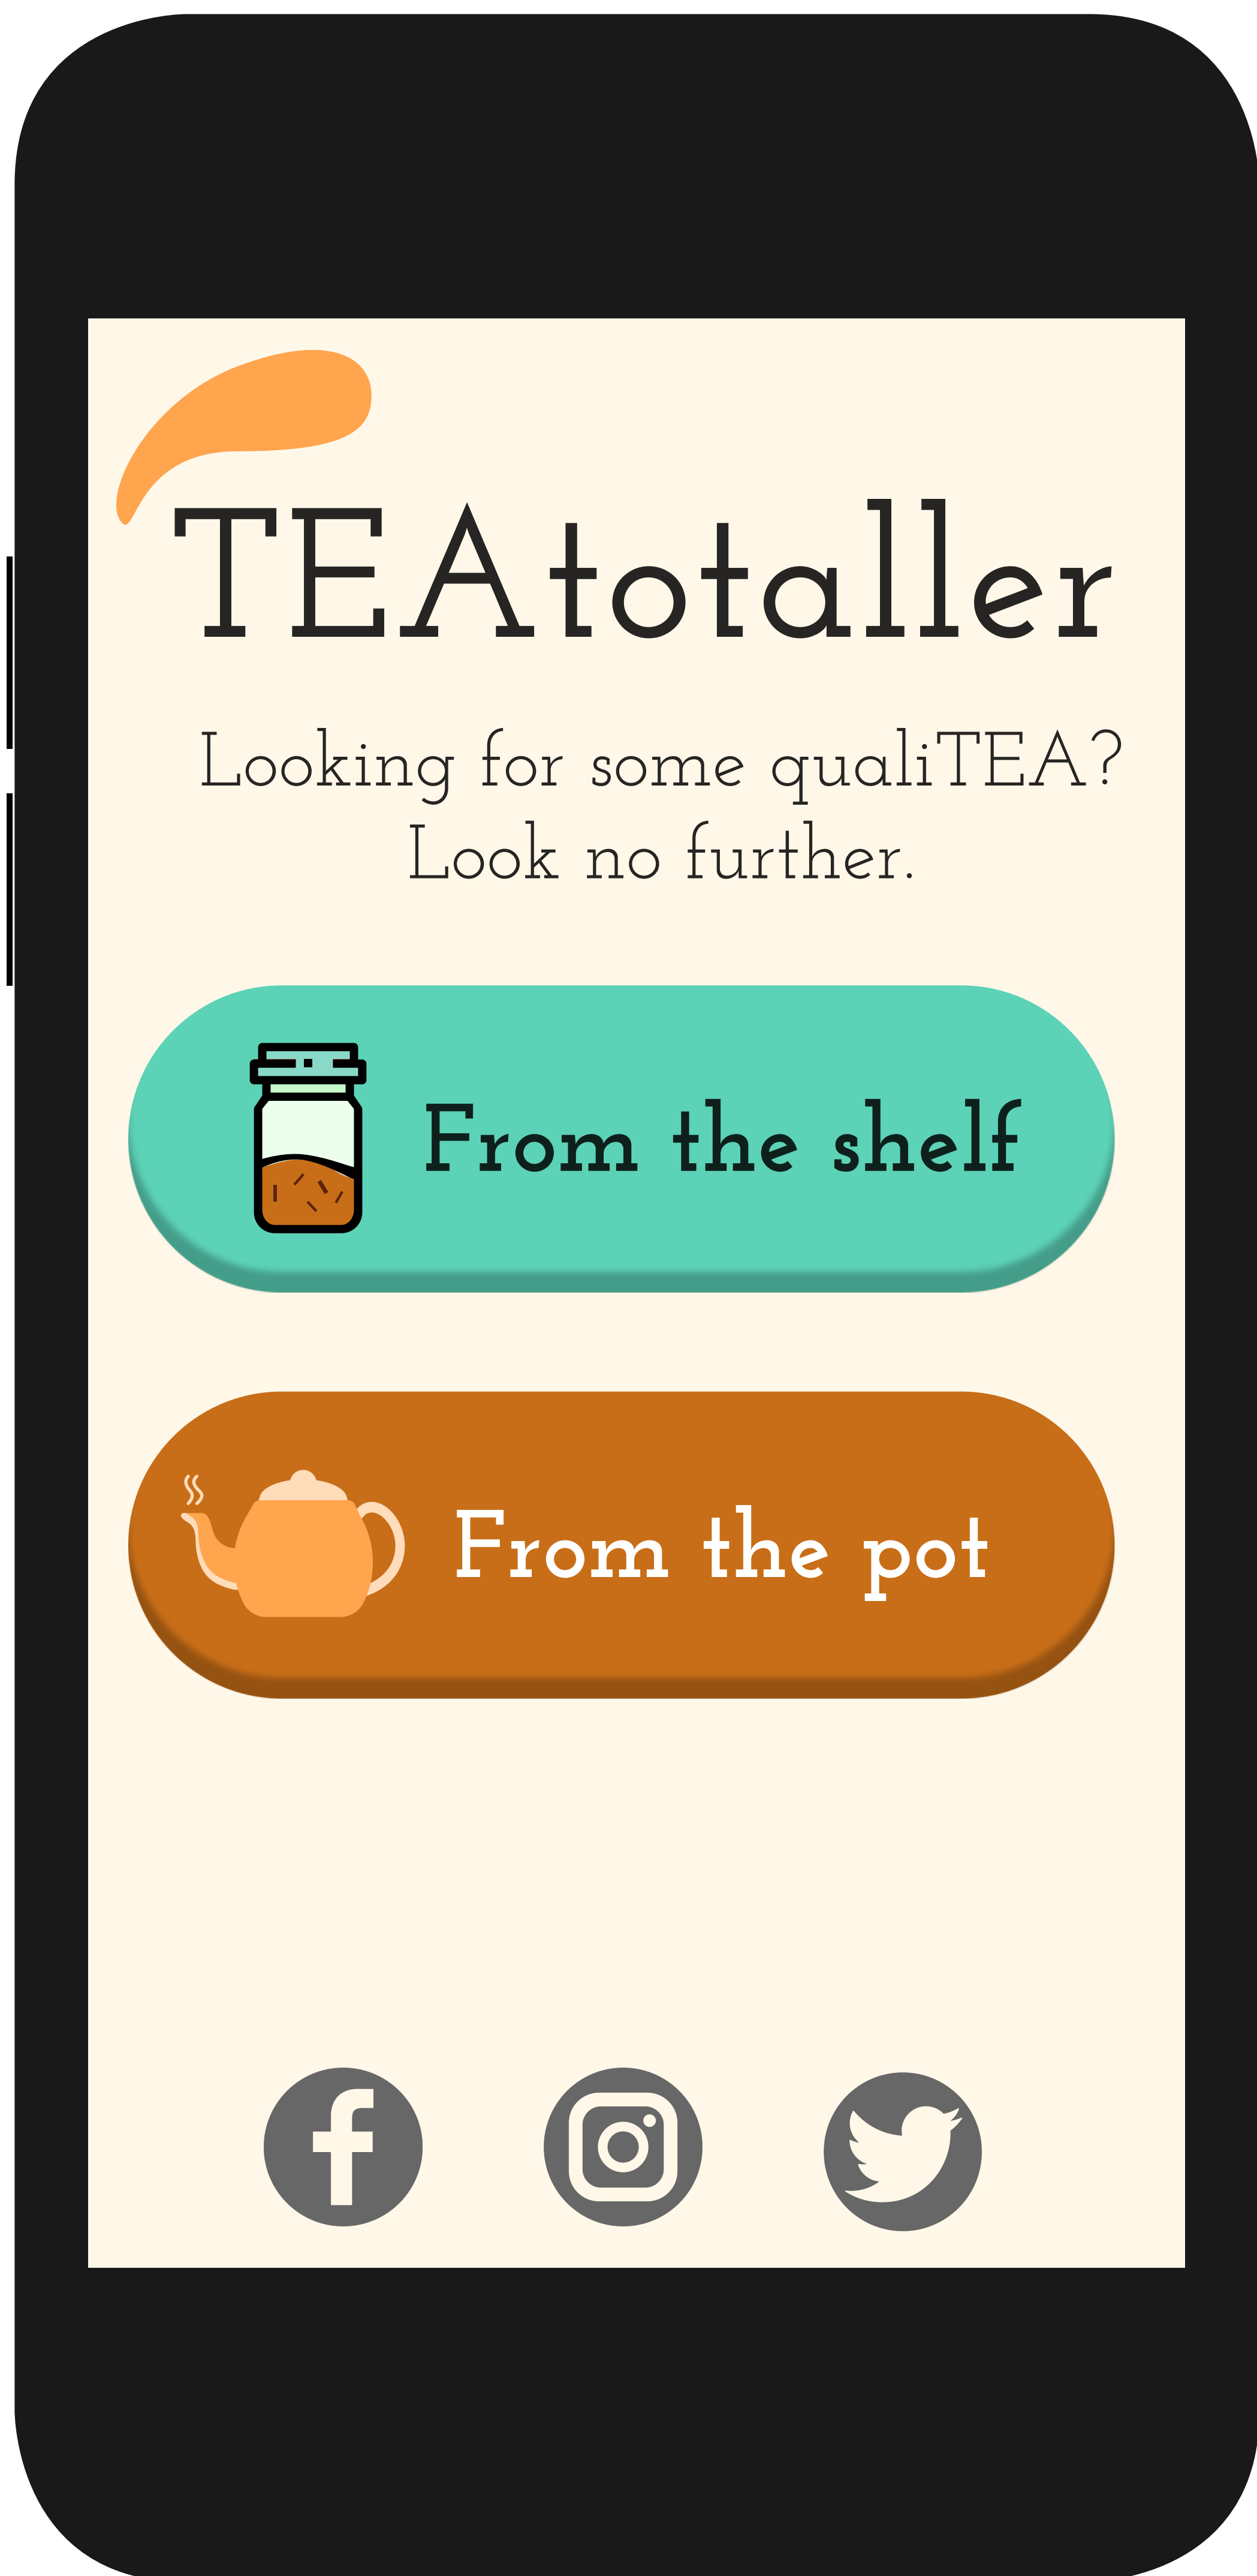 TEAtotaller
Looking for some qualiTEA?
Look no further.
From the shelf
From the pot